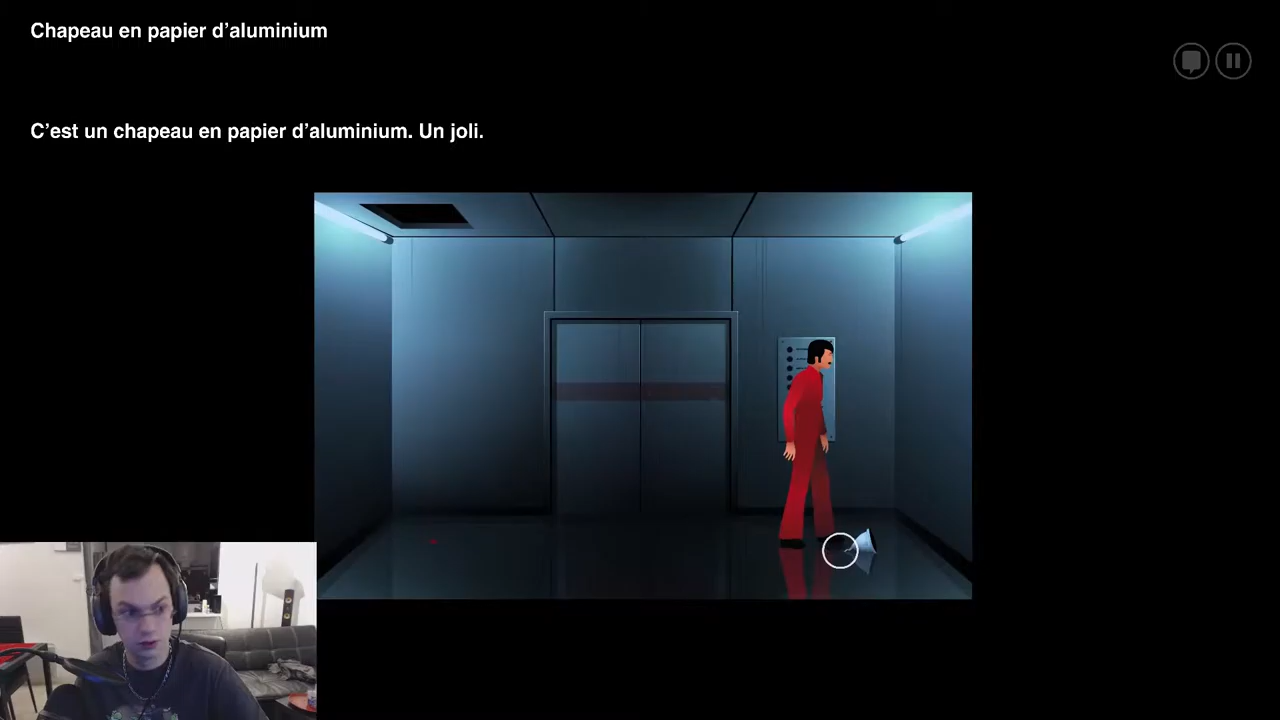 Chapeau en papier d’aluminium
C’est un chapeau en papier d’aluminium. Un joli.